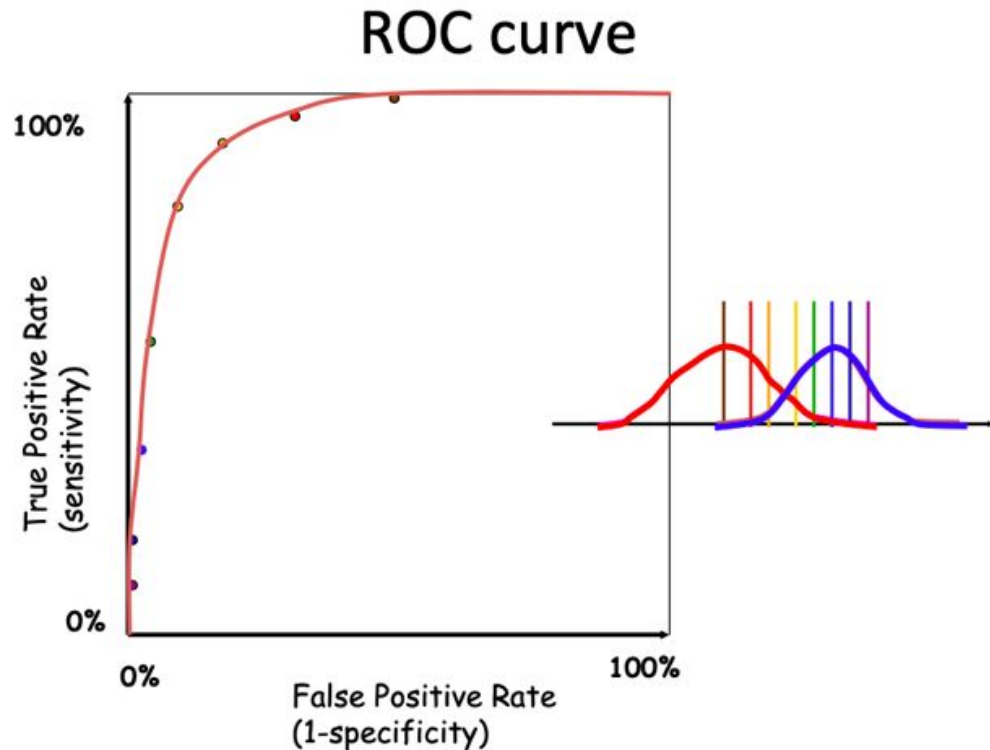 ROC curve
100%
True Positive Rate
(sensitivity)
0%
0%
100%
False Positive Rate
(1-specificity)